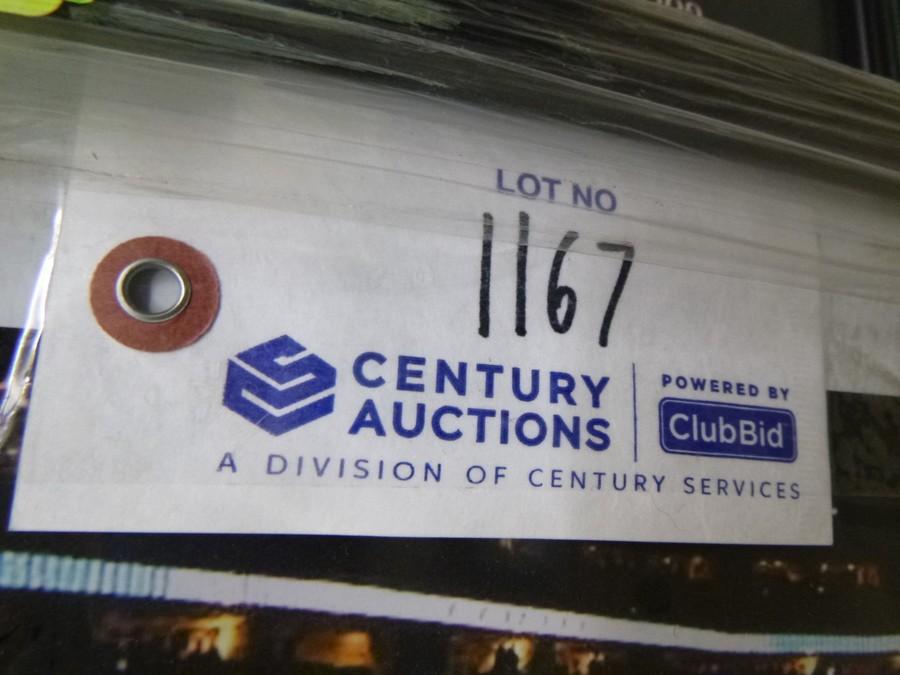 LOT NO
1167
CENTURY
AUCTIONS
POWERED BY
ClubBid
A DIVISION OF CENTURY SERVICES